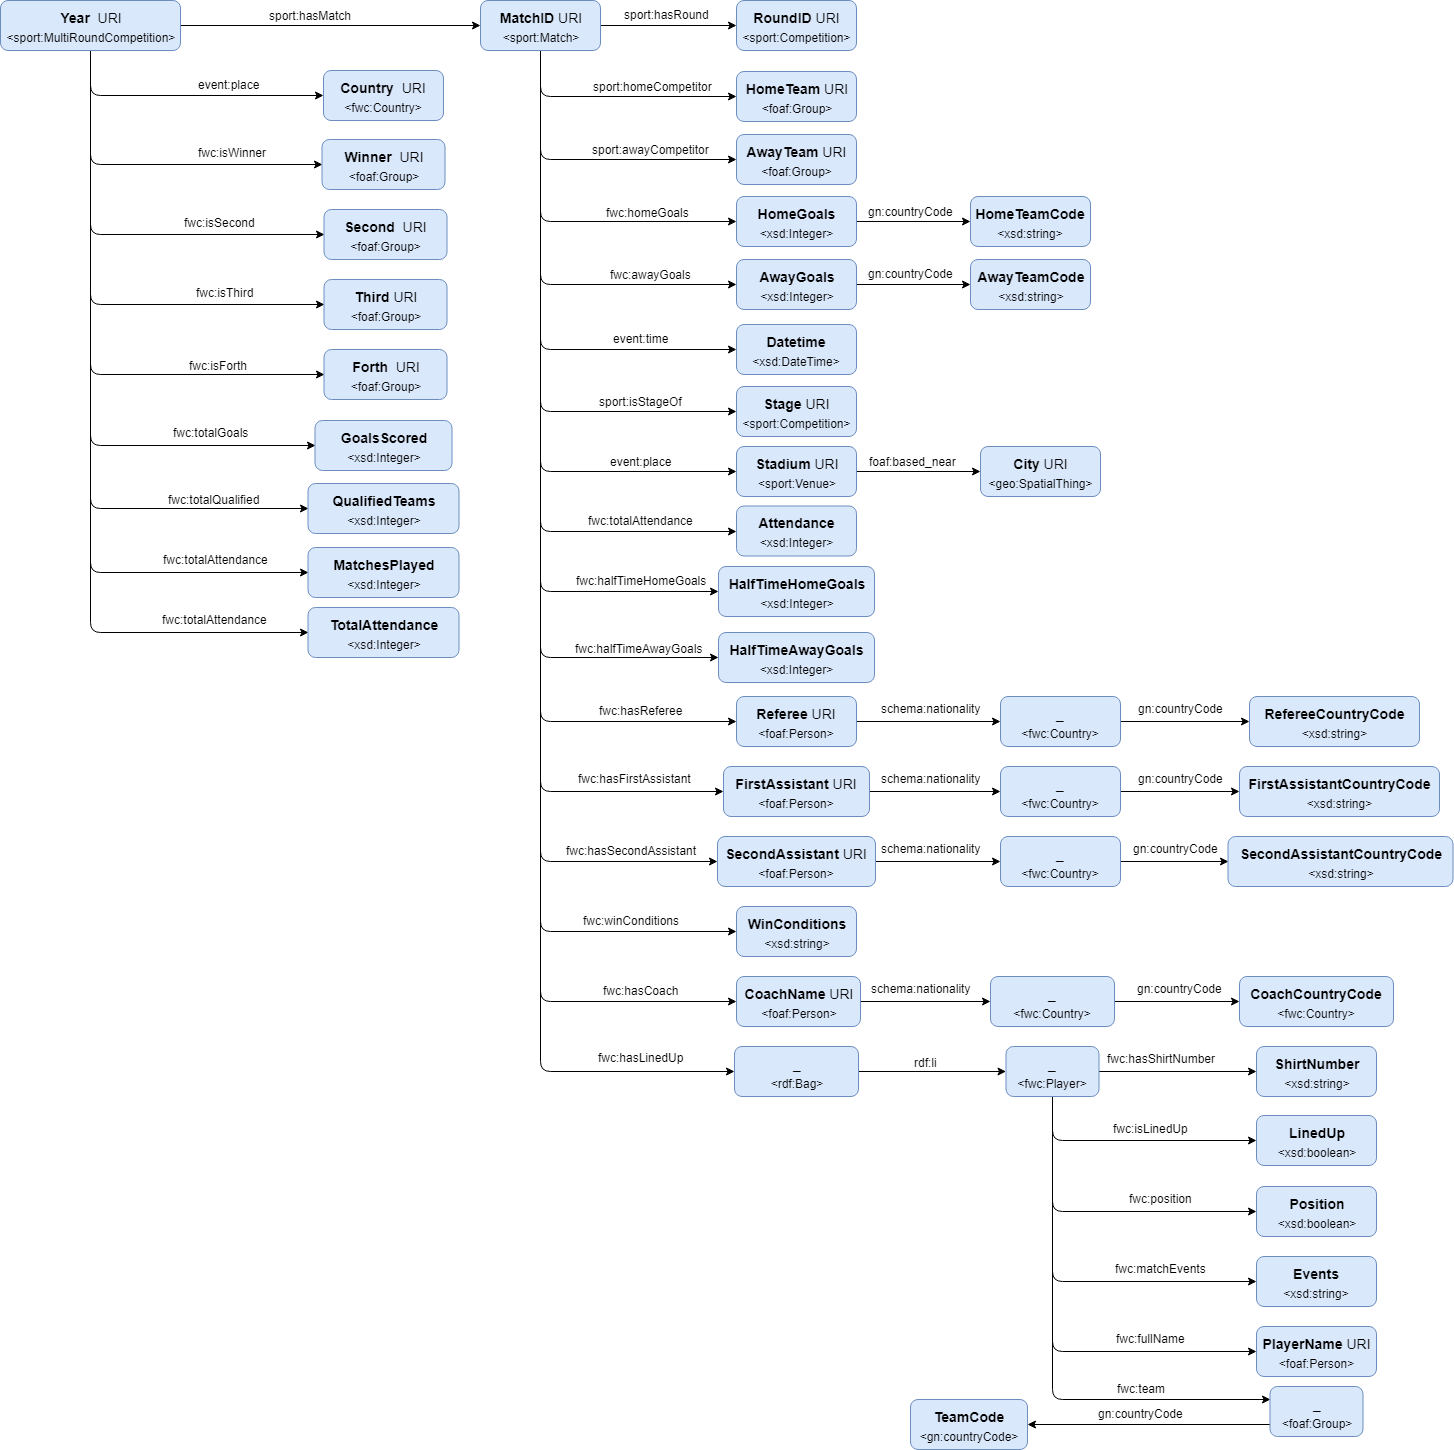 Year URI
<sport:MultiRoundCompetition>
sport:hasMatch
MatchID URI
<sport:Match>
sport:hasRound
RoundID URI
<sport:Competition>
event:place
Country URI
<fwc:Country>
fwc:isWinner
Winner URI
<foaf:Group>
fwc:isSecond
Second URI
<foaf:Group>
fwc:isThird
Third URI
<foaf:Group>
fwc:isForth
Forth URI
<foaf:Group>
fwc:totalGoals
GoalsScored
<xsd:Integer>
fwc:totalQualified
QualifiedTeams
<xsd:Integer>
fwc:totalAttendance
MatchesPlayed
<xsd:Integer>
fwc:totalAttendance
TotalAttendance
<xsd:Integer>
sport:homeCompetitor
HomeTeam URI
<foaf:Group>
sport:awayCompetitor
AwayTeam URI
<foaf:Group>
fwc:homeGoals
HomeGoals
<xsd:Integer>
gn:countryCode
HomeTeamCode
<xsd:string>
fwc:awayGoals
AwayGoals
<xsd:Integer>
gn:countryCode
AwayTeamCode
<xsd:string>
event:time
Datetime
<xsd:DateTime>
sport:isStageOf
Stage URI
<sport:Competition>
event:place
Stadium URI
<sport:Venue>
foaf:based_near
City URI
<geo:SpatialThing>
fwc:totalAttendance
Attendance
<xsd:Integer>
fwc:halfTimeHomeGoals
HalfTimeHomeGoals
<xsd:Integer>
fwc:halfTimeAwayGoals
HalfTimeAwayGoals
<xsd:Integer>
fwc:hasReferee
Referee URI
<foaf:Person>
schema:nationality
_
<fwc:Country>
gn:countryCode
RefereeCountryCode
<xsd:string>
fwc:hasFirstAssistant
FirstAssistant URI
<foaf:Person>
schema:nationality
_
<fwc:Country>
gn:countryCode
FirstAssistantCountryCode
<xsd:string>
fwc:hasSecondAssistant
SecondAssistant URI
<foaf:Person>
schema:nationality
_
<fwc:Country>
gn:countryCode
SecondAssistantCountryCode
<xsd:string>
fwc:winConditions
WinConditions
<xsd:string>
fwc:hasCoach
CoachName URI
<foaf:Person>
schema:nationality
_
<fwc:Country>
gn:countryCode
CoachCountryCode
<fwc:Country>
fwc:hasLinedUp
_
<rdf:Bag>
rdf:li
_
<fwc:Player>
fwc:hasShirtNumber
ShirtNumber
<xsd:string>
fwc:isLinedUp
LinedUp
<xsd:boolean>
fwc:position
Position
<xsd:boolean>
fwc:matchEvents
Events
<xsd:string>
fwc:fullName
PlayerName URI
<foaf:Person>
fwc:team
_
<foaf:Group>
gn:countryCode
TeamCode
<gn:countryCode>